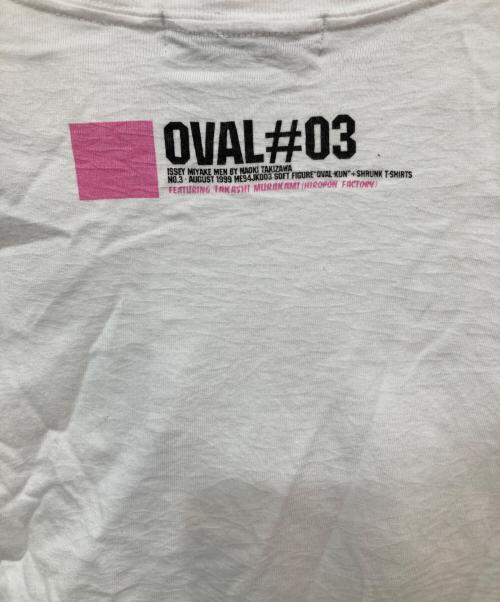 OVAL#03
ISSEY MIYAKE MEN BY NAOKI TAKIZAWA
NO.3 - AUGUST 1999 ME94JK003 SOFT FIGURE"OVAL-KUN"+SHRUNK T-SHIRTS
FEATURING TAKASHI MURAKAMI(HIROPON FACTORY)